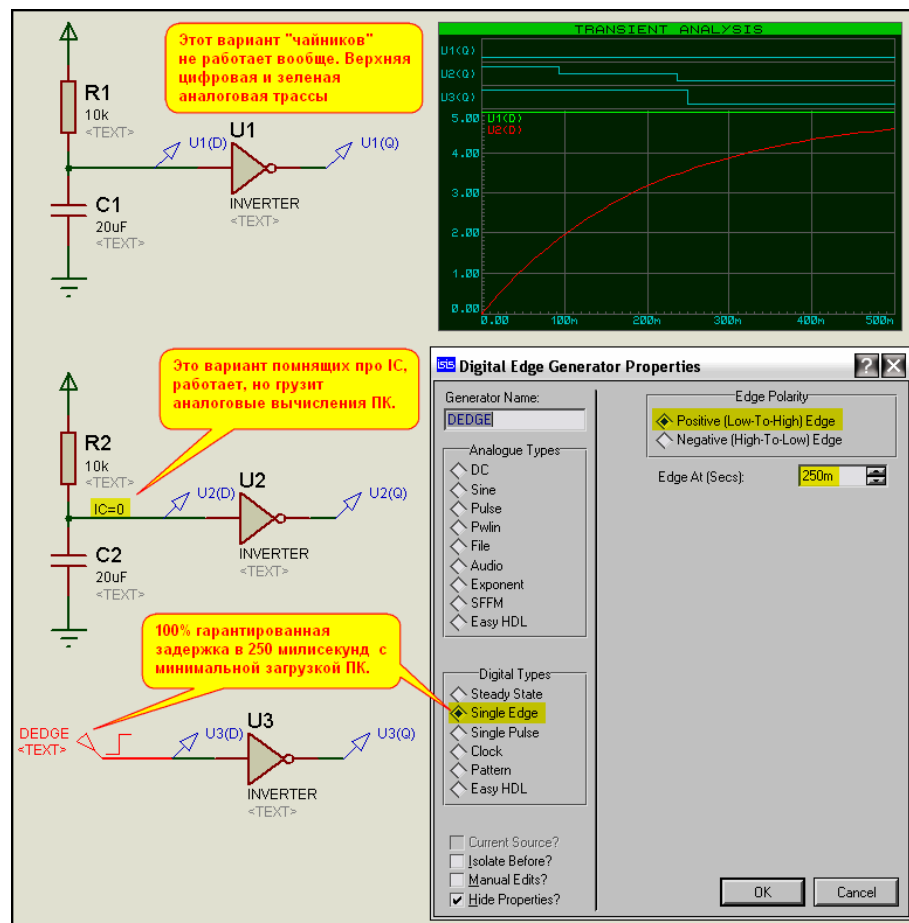 Этот вариант "чайников"
не работает вообще. Верхняя
цифровая и зеленая
аналоговая трассы
R1
10k
<TEXT>
U1(D)
U1
U1(Q)
INVERTER
<TEXT>
C1
20uF
<TEXT>
TRANSIENT ANALYSIS
U1(Q)
U2(Q)
U3(Q)
5.00
U1(D)
U2(D)
4.00
3.00
2.00
1.00
0.00
0.00 100m 200m 300m 400m 500m
Это вариант помнящих про IC,
работает, но грузит
аналоговые вычисления ПК.
R2
10k
<TEXT>
IC=0
U2(D)
U2
U2(Q)
INVERTER
<TEXT>
C2
20uF
<TEXT>
100% гарантированная
задержка в 250 милисекунд с
минимальной загрузкой ПК.
DEDGE
<TEXT>
U3(D)
U3
U3(Q)
INVERTER
<TEXT>
isis Digital Edge Generator Properties
Generator Name:
DEDGE
Analogue Types
DC
Sine
Pulse
Pwlin
File
Audio
Exponent
SFFM
Easy HDL
Digital Types
Steady State
Single Edge
Single Pulse
Clock
Pattern
Easy HDL
Current Source?
Isolate Before?
Manual Edits?
Hide Properties?
Edge Polarity
Positive (Low-To-High) Edge
Negative (High-To-Low) Edge
Edge At (Secs):
250m
OK
Cancel